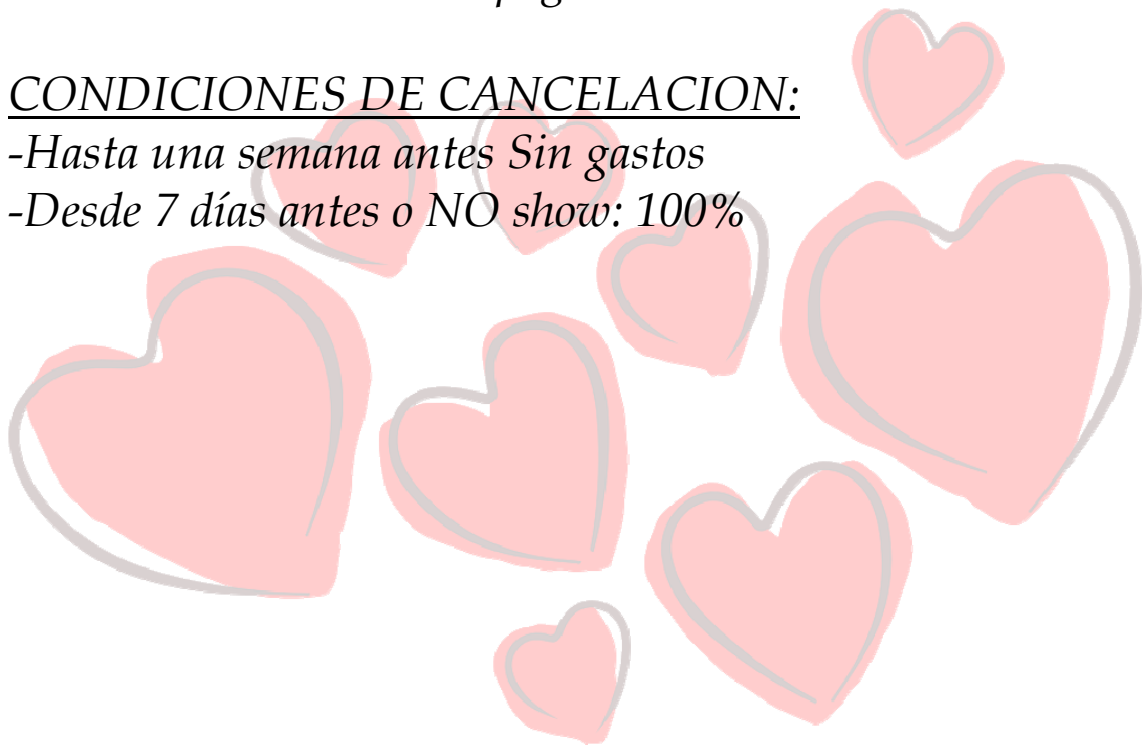 CONDICIONES DE CANCELACION:
-Hasta una semana antes Sin gastos
-Desde 7 días antes o NO show: 100%